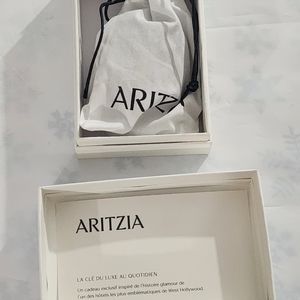 ARITZIA
ARITZIA
LA CLÉ DU LUXE AU QUOTIDIEN
Un cadeau exclusif inspiré de l'histoire glamour de
l'un des hôtels les plus emblématiques de West Hollywood.